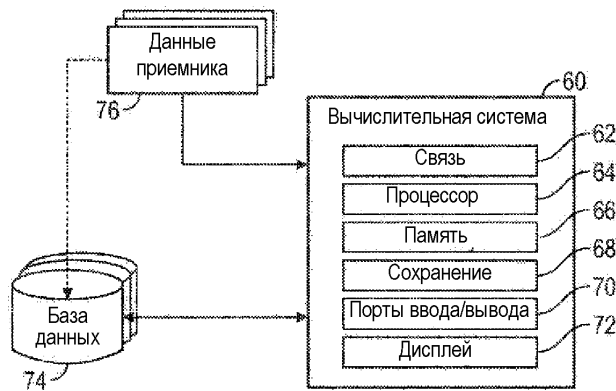 Данные
приемника
76
60
Вычислительная система
Связь
62
Процессор
64
Память
66
Сохранение
68
Порты ввода/вывода
70
Дисплей
72
База
данных
74